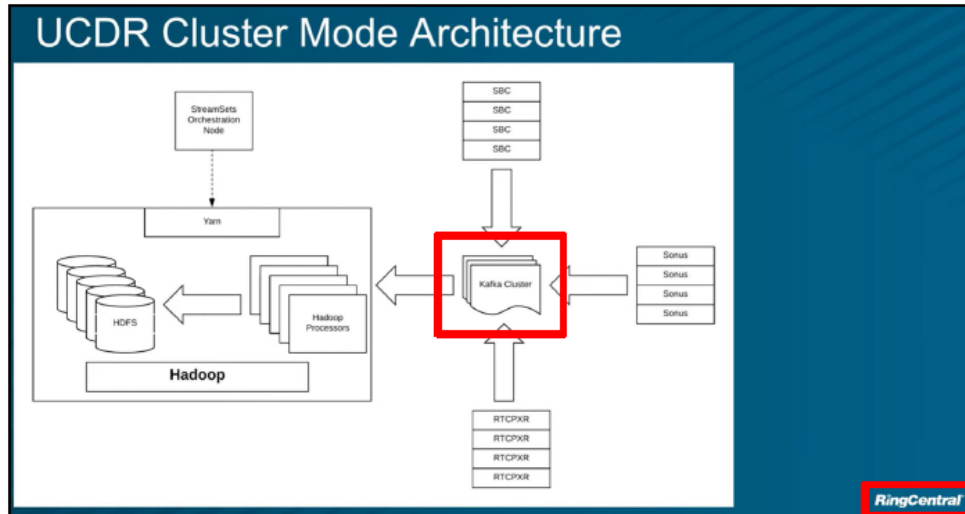 UCDR Cluster Mode Architecture
StreamSets
Orchestration
Node
SBC
SBC
SBC
SBC
Yarn
HDFS
Hadoop
Processors
Hadoop
Kafka Cluster
Sonus
Sonus
Sonus
Sonus
RTCPXR
RTCPXR
RTCPXR
RTCPXR
RingCentral